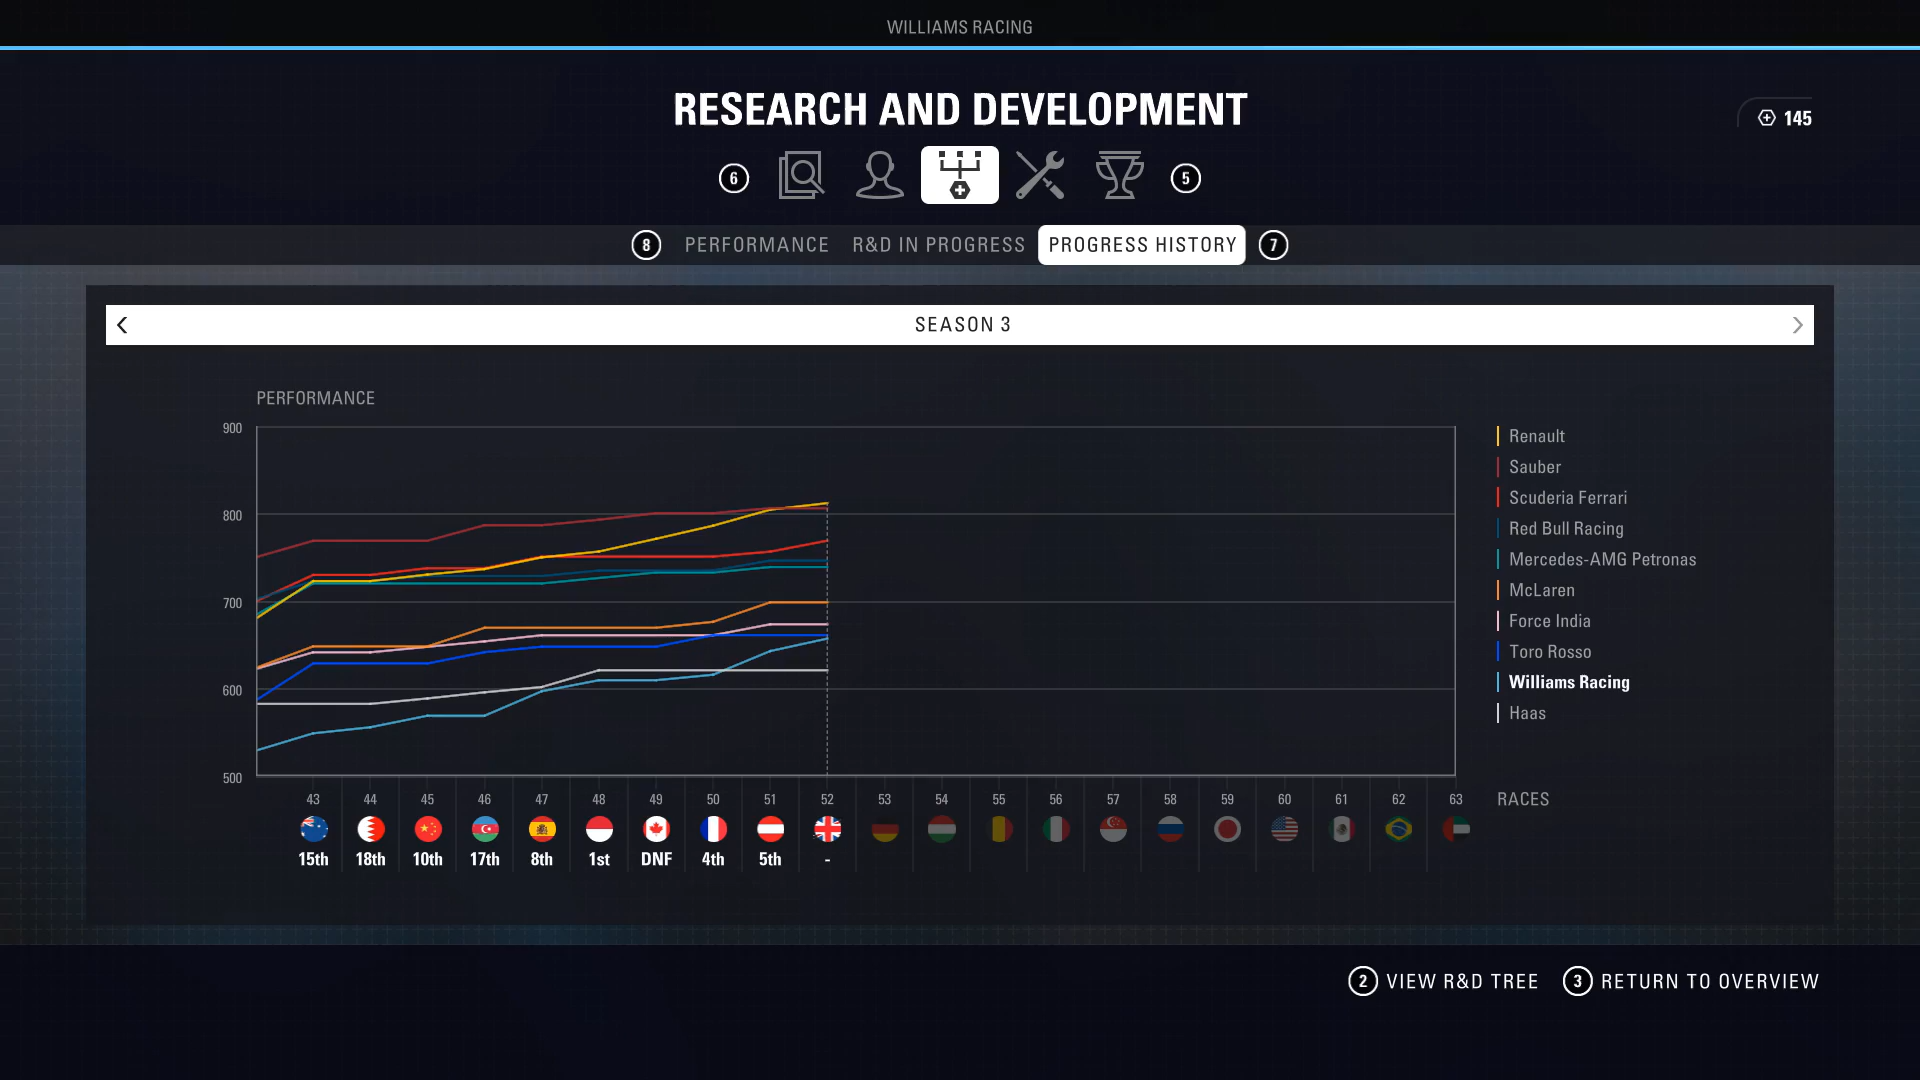 WILLIAMS RACING
RESEARCH AND DEVELOPMENT
145
6
5
8 PERFORMANCE R&D IN PROGRESS PROGRESS HISTORY 7
SEASON 3
PERFORMANCE
900
800
700
600
500
Renault
Sauber
Scuderia Ferrari
Red Bull Racing
Mercedes-AMG Petronas
McLaren
Force India
Toro Rosso
Williams Racing
Haas
43 44 45 46 47 48 49 50 51 52 53 54 55 56 57 58 59 60 61 62 63 RACES
15th 18th 10th 17th 8th 1st DNF 4th 5th -
2 VIEW R&D TREE 3 RETURN TO OVERVIEW